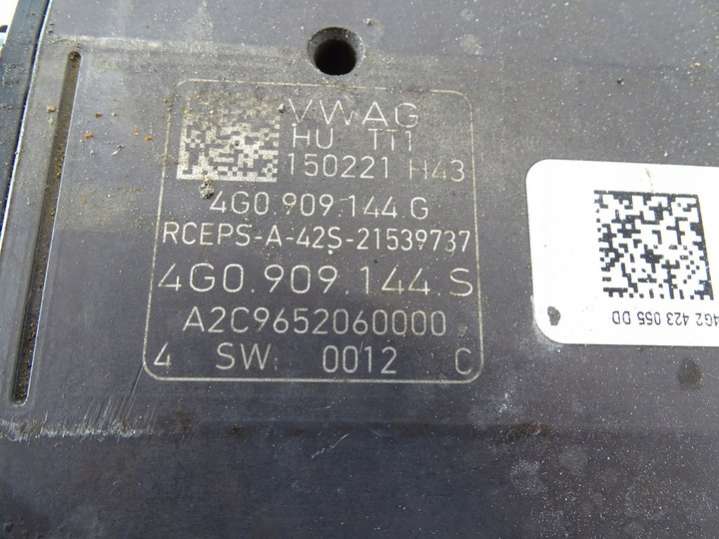 VWAG
HU TT1
150221 H43
4G0.909.144.G
RCEPS-A-42S-21539737
4G0.909.144.S
A2C9652060000
4 SW: 0012 C
4G2 423 055 DD